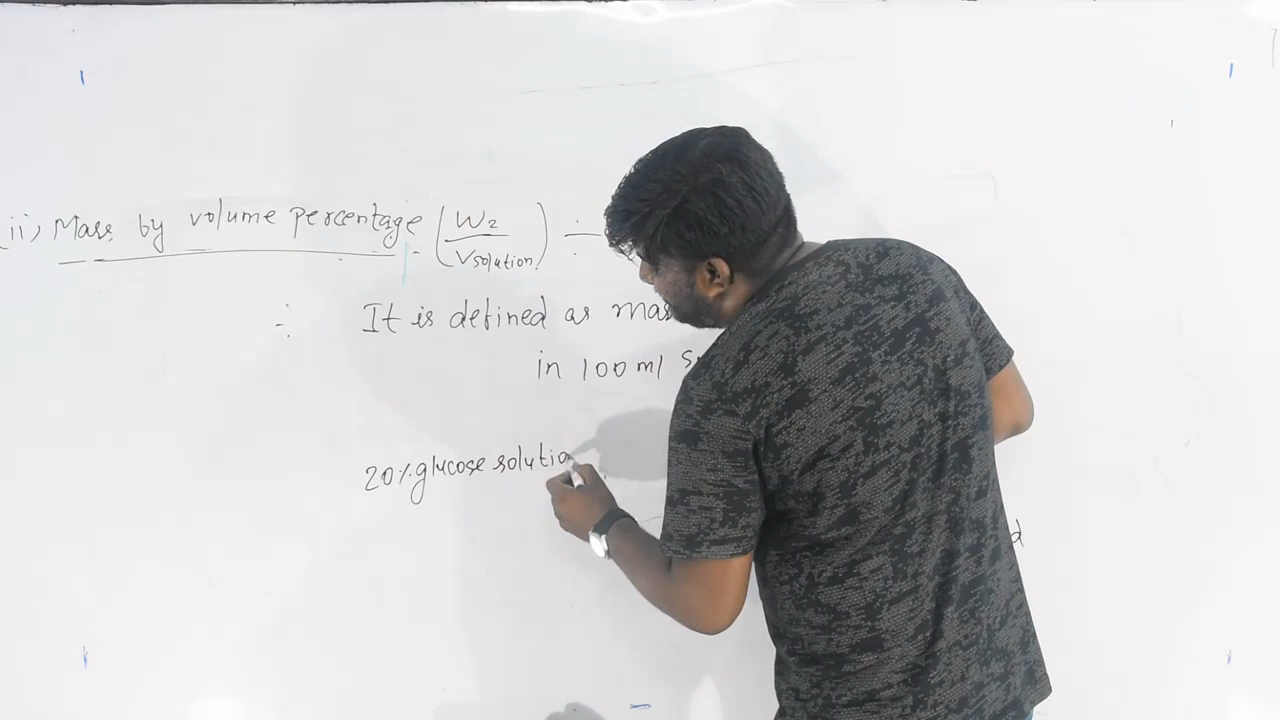 (ii) Mass by volume percentage (W2/Vsolution) ÷
÷ It is defined as mas
in 100 ml s
20% glucose solutio
d